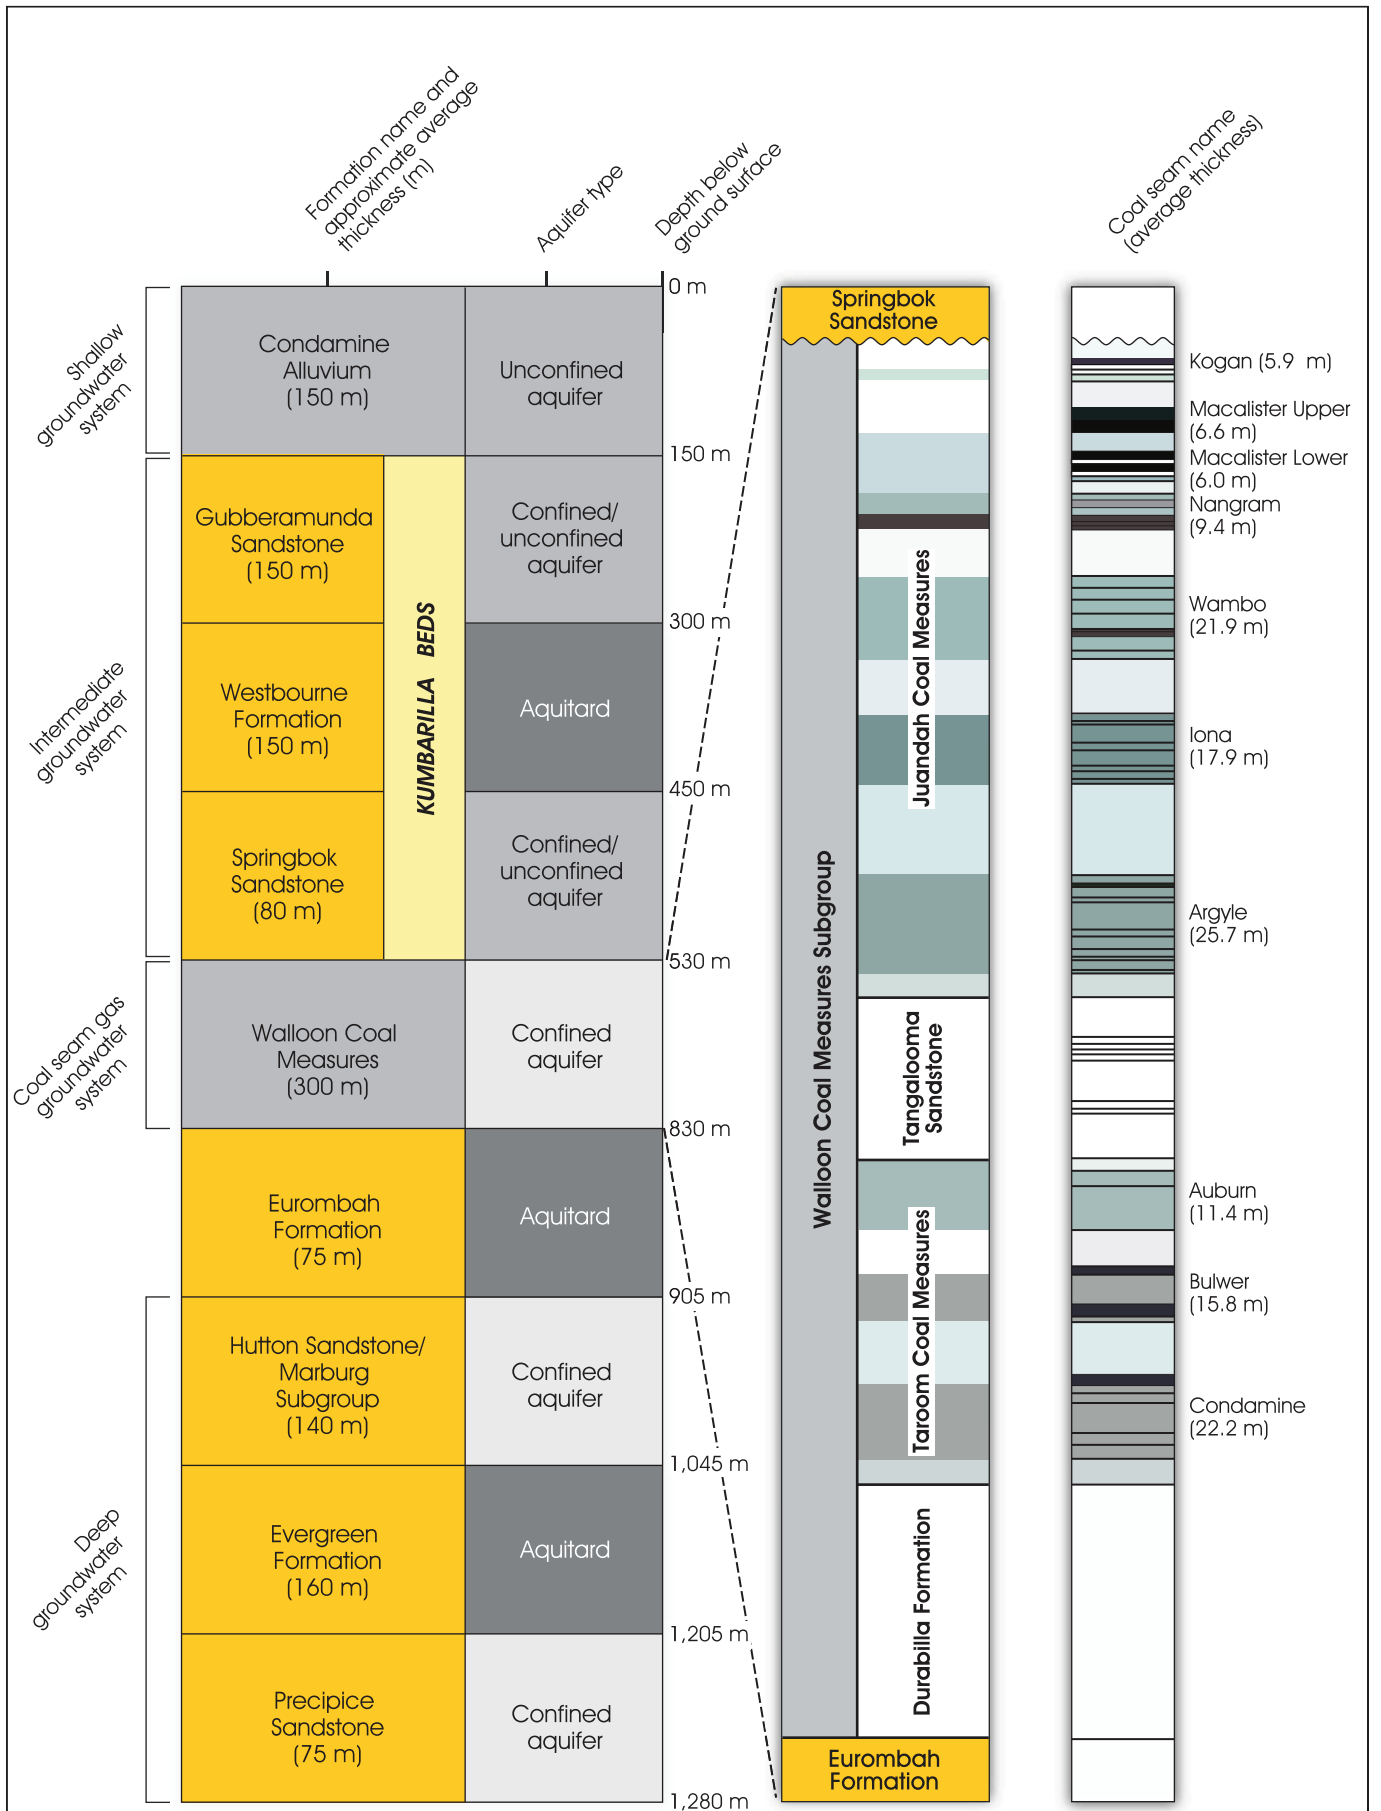 Formation name and
approximate average
thickness (m)
Aquifer type
Depth below
ground surface
Coal seam name
(average thickness)
Shallow
groundwater
system
Intermediate
groundwater
system
Coal seam gas
groundwater
system
Deep
groundwater
system
Condamine
Alluvium
(150 m)
Gubberamunda
Sandstone
(150 m)
Westbourne
Formation
(150 m)
Springbok
Sandstone
(80 m)
KUMBARILLA BEDS
Walloon Coal
Measures
(300 m)
Eurombah
Formation
(75 m)
Hutton Sandstone/
Marburg
Subgroup
(140 m)
Evergreen
Formation
(160 m)
Precipice
Sandstone
(75 m)
Unconfined
aquifer
Confined/
unconfined
aquifer
Aquitard
Confined/
unconfined
aquifer
Confined
aquifer
Aquitard
Confined
aquifer
Aquitard
Confined
aquifer
0 m
150 m
300 m
450 m
530 m
830 m
905 m
1,045 m
1,205 m
1,280 m
Springbok
Sandstone
Walloon Coal Measures Subgroup
Juandah Coal Measures
Tangalooma
Sandstone
Taroom Coal Measures
Durabilla Formation
Eurombah
Formation
Kogan (5.9 m)
Macalister Upper
(6.6 m)
Macalister Lower
(6.0 m)
Nangram
(9.4 m)
Wambo
(21.9 m)
Iona
(17.9 m)
Argyle
(25.7 m)
Auburn
(11.4 m)
Bulwer
(15.8 m)
Condamine
(22.2 m)